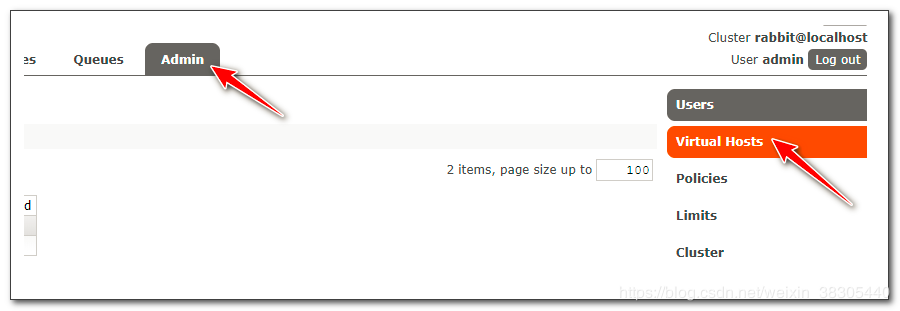 Cluster rabbit@localhost
User admin Log out
es Queues Admin
Users
Virtual Hosts
2 items, page size up to 100
Policies
d
Limits
Cluster
https://blog.csdn.net/weixin_38305440